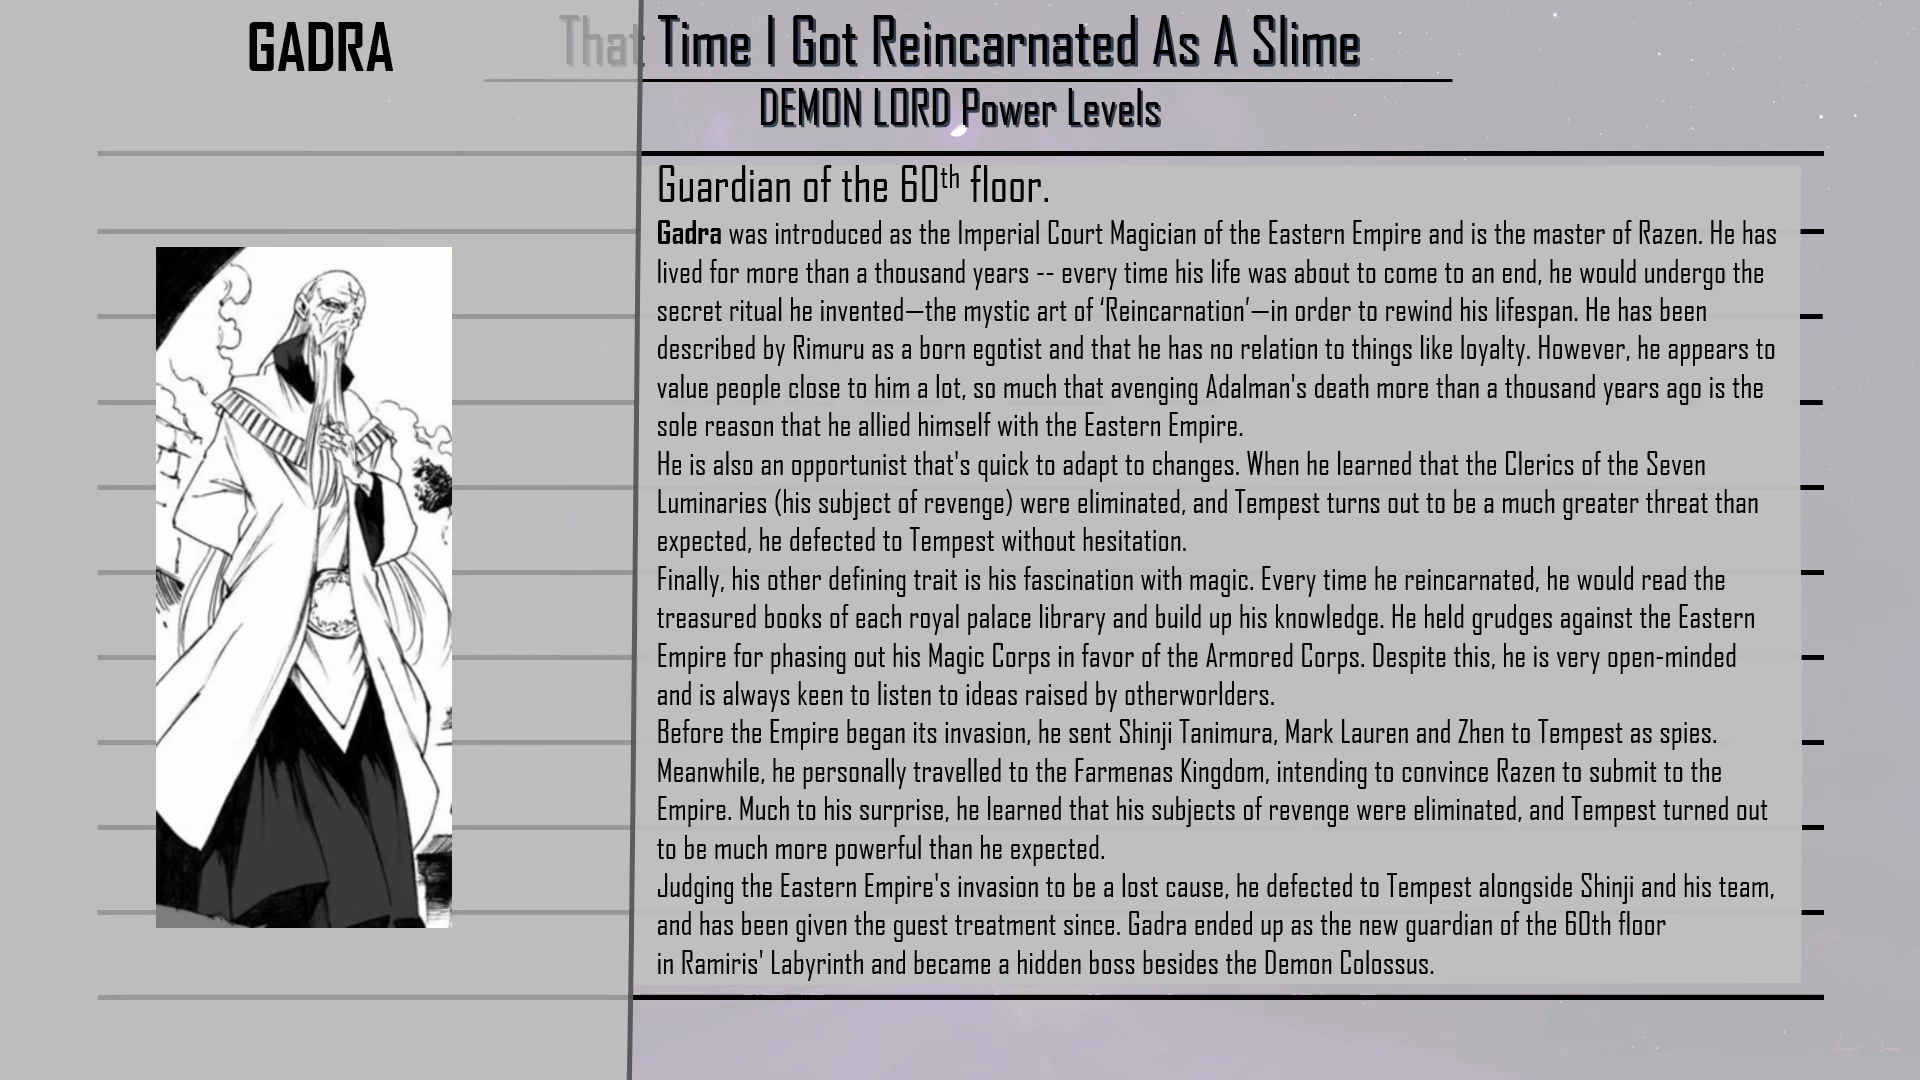 GADRA
That Time I Got Reincarnated As A Slime
DEMON LORD Power Levels
Guardian of the 60th floor.
Gadra was introduced as the Imperial Court Magician of the Eastern Empire and is the master of Razen. He has
lived for more than a thousand years -- every time his life was about to come to an end, he would undergo the
secret ritual he invented—the mystic art of ‘Reincarnation’—in order to rewind his lifespan. He has been
described by Rimuru as a born egotist and that he has no relation to things like loyalty. However, he appears to
value people close to him a lot, so much that avenging Adalman's death more than a thousand years ago is the
sole reason that he allied himself with the Eastern Empire.
He is also an opportunist that's quick to adapt to changes. When he learned that the Clerics of the Seven
Luminaries (his subject of revenge) were eliminated, and Tempest turns out to be a much greater threat than
expected, he defected to Tempest without hesitation.
Finally, his other defining trait is his fascination with magic. Every time he reincarnated, he would read the
treasured books of each royal palace library and build up his knowledge. He held grudges against the Eastern
Empire for phasing out his Magic Corps in favor of the Armored Corps. Despite this, he is very open-minded
and is always keen to listen to ideas raised by otherworlders.
Before the Empire began its invasion, he sent Shinji Tanimura, Mark Lauren and Zhen to Tempest as spies.
Meanwhile, he personally travelled to the Farmenas Kingdom, intending to convince Razen to submit to the
Empire. Much to his surprise, he learned that his subjects of revenge were eliminated, and Tempest turned out
to be much more powerful than he expected.
Judging the Eastern Empire's invasion to be a lost cause, he defected to Tempest alongside Shinji and his team,
and has been given the guest treatment since. Gadra ended up as the new guardian of the 60th floor
in Ramiris' Labyrinth and became a hidden boss besides the Demon Colossus.